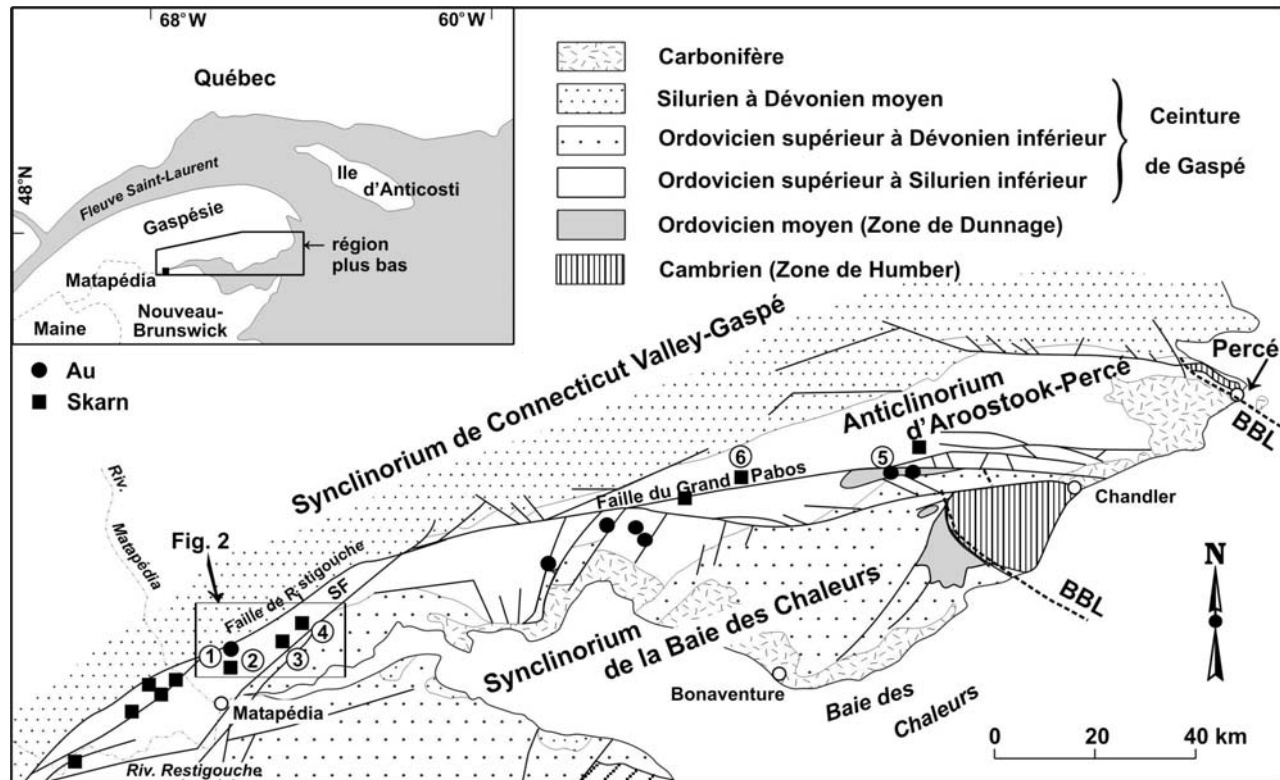 68°W
60°W
48°N
Québec
Fleuve Saint-Laurent
Ile
d'Anticosti
Gaspésie
région
plus bas
Matapédia
Nouveau-
Brunswick
Maine
Carbonifère
Silurien à Dévonien moyen
Ordovicien supérieur à Dévonien inférieur
Ordovicien supérieur à Silurien inférieur
Ceinture
de Gaspé
Ordovicien moyen (Zone de Dunnage)
Cambrien (Zone de Humber)
Au
Skarn
Synclinorium de Connecticut Valley-Gaspé
Anticlinorium
d'Aroostook-Percé
Percé
BBL
6
5
Faille du Grand Pabos
Chandler
Riv.
Matapédia
Fig. 2
Faille de R stigouche
SF
1
2
3
4
Synclinorium
de la Baie des Chaleurs
BBL
N
Matapédia
Bonaventure
Baie des
Chaleurs
Riv. Restigouche
0 20 40 km